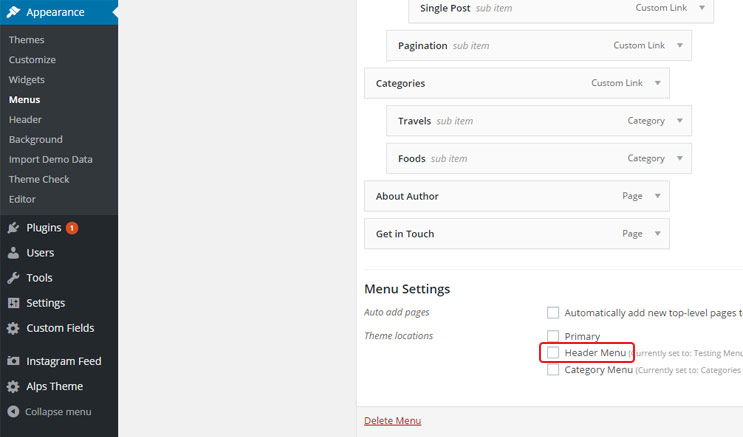 Appearance
Themes
Customize
Widgets
Menus
Header
Background
Import Demo Data
Theme Check
Editor
Plugins 1
Users
Tools
Settings
Custom Fields
Instagram Feed
Alps Theme
Collapse menu
Single Post sub item Custom Link
Pagination sub item Custom Link
Categories Custom Link
Travels sub item Category
Foods sub item Category
About Author Page
Get in Touch Page
Menu Settings
Auto add pages Automatically add new top-level pages t
Theme locations Primary
Header Menu (Currently set to: Testing Menu
Category Menu (Currently set to: Categories
Delete Menu